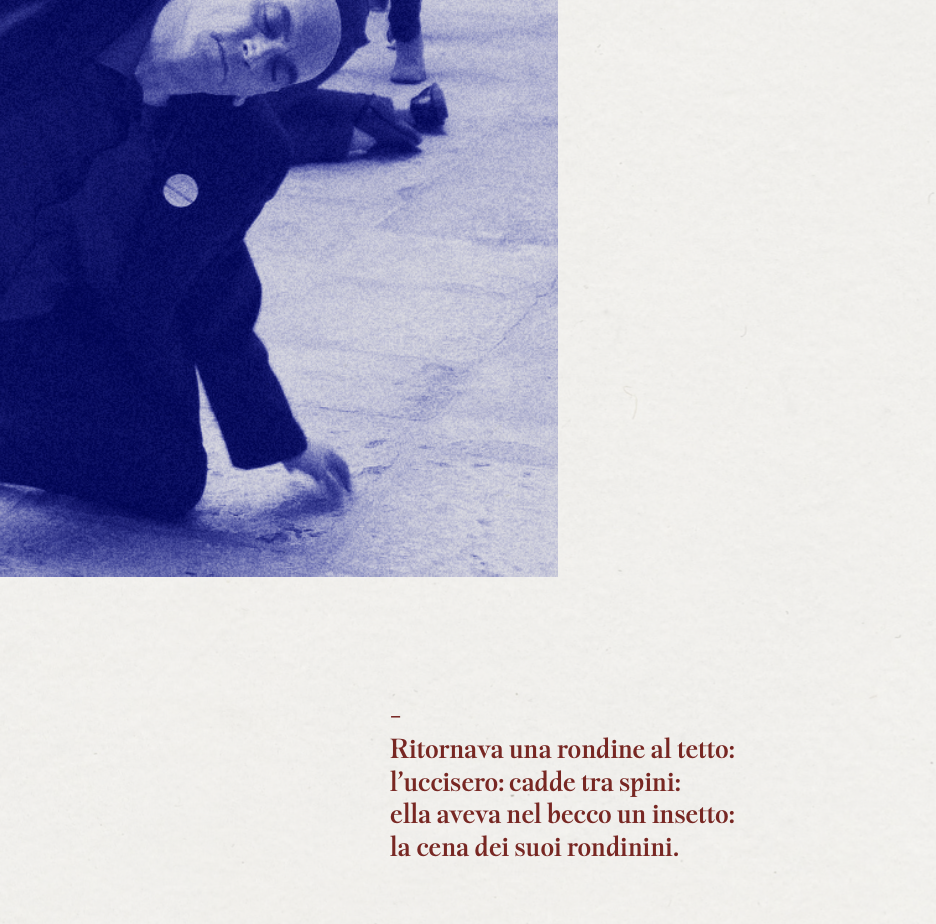 –
Ritornava una rondine al tetto:
l’uccisero: cadde tra spini:
ella aveva nel becco un insetto:
la cena dei suoi rondinini.